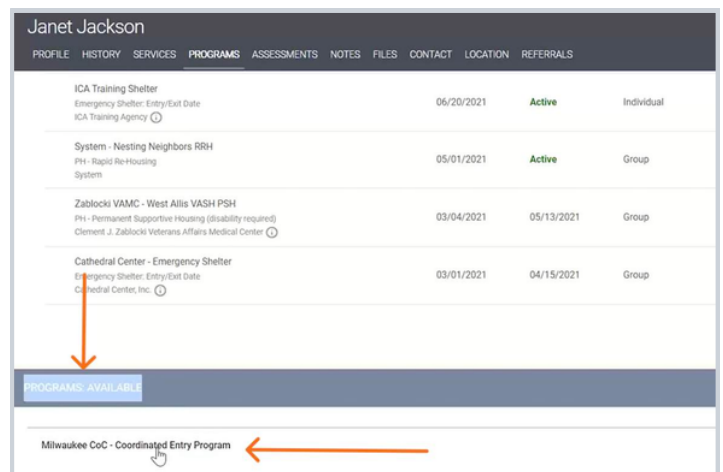 Janet Jackson
PROFILE HISTORY SERVICES PROGRAMS ASSESSMENTS NOTES FILES CONTACT LOCATION REFERRALS
ICA Training Shelter
Emergency Shelter: Entry/Exit Date
ICA Training Agency
06/20/2021 Active Individual
System - Nesting Neighbors RRH
PH - Rapid Re-Housing
System
05/01/2021 Active Group
Zablocki VAMC - West Allis VASH PSH
PH - Permanent Supportive Housing (disability required)
Clement J. Zablocki Veterans Affairs Medical Center
03/04/2021 05/13/2021 Group
Cathedral Center - Emergency Shelter
Emergency Shelter: Entry/Exit Date
Cathedral Center, Inc.
03/01/2021 04/15/2021 Group
PROGRAMS: AVAILABLE
Milwaukee CoC - Coordinated Entry Program